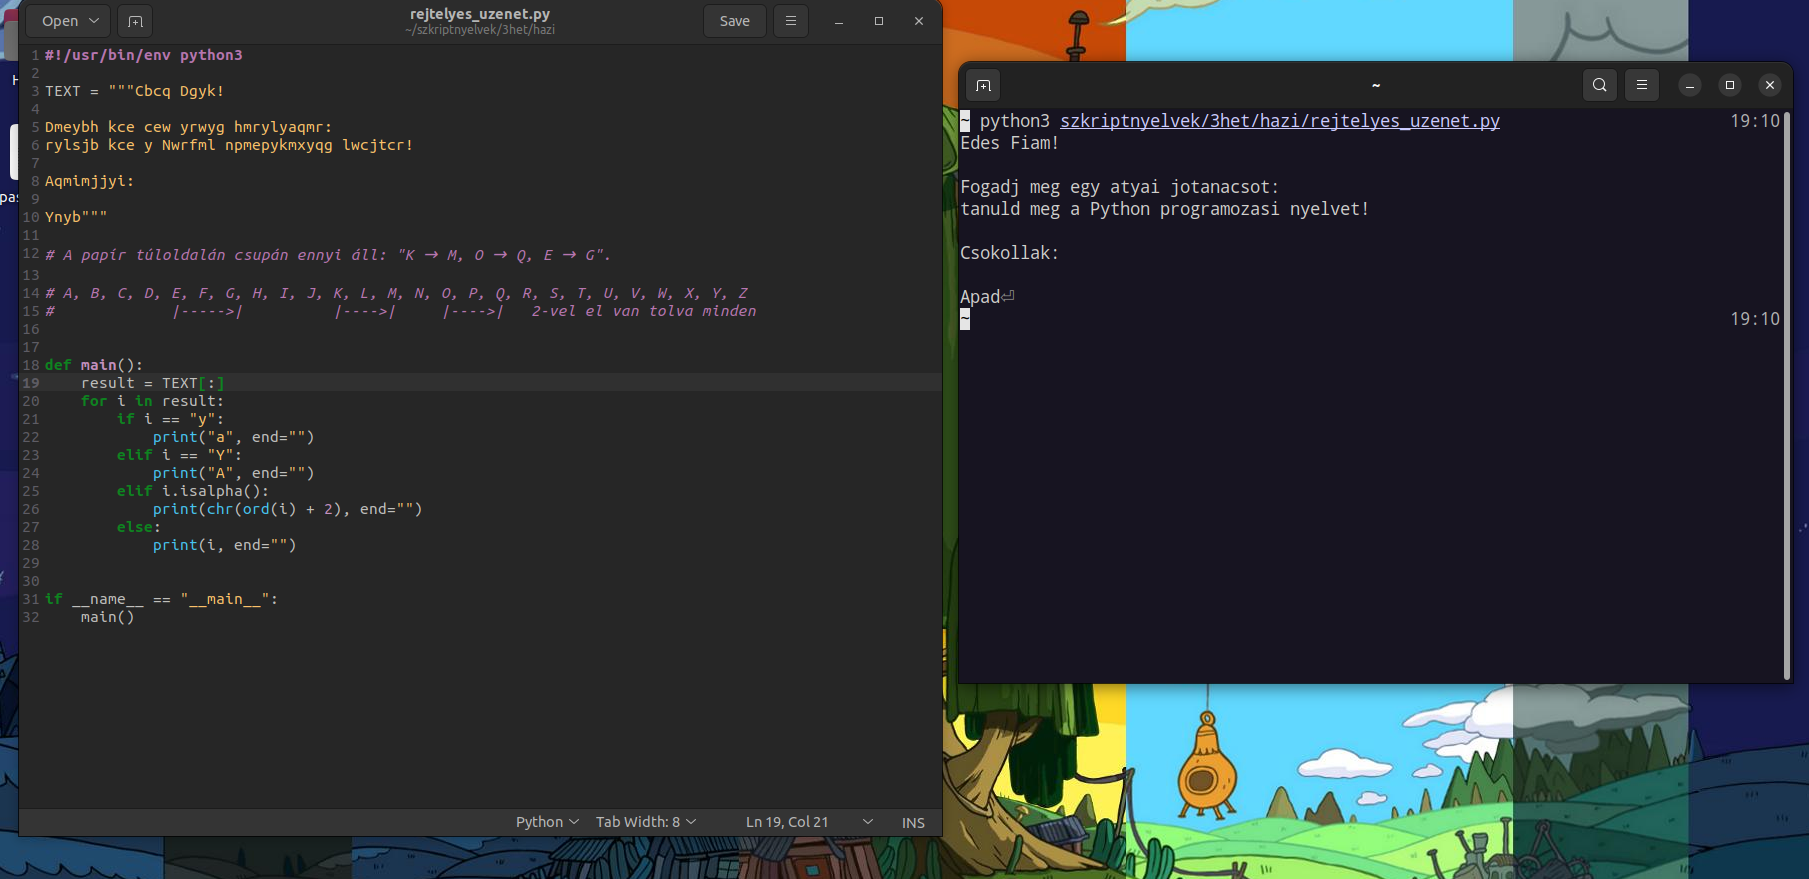 Open
rejtelyes_uzenet.py
~/szkriptnyelvek/3het/hazi
Save
1 #!/usr/bin/env python3
2
3 TEXT = """Cbcq Dgyk!
4
5 Dmeybh kce cew yrwyg hmrylyaqmr:
6 rylsjb kce y Nwrfml npmepykmxyqg lwcjtcr!
7
8 Aqmimjjyi:
9
10 Ynyb"""
11
12 # A papír túloldalán csupán ennyi áll: "K → M, O → Q, E → G".
13
14 # A, B, C, D, E, F, G, H, I, J, K, L, M, N, O, P, Q, R, S, T, U, V, W, X, Y, Z
15 #             |----->|          |---->|     |---->|   2-vel el van tolva minden
16
17
18 def main():
19     result = TEXT[:]
20     for i in result:
21         if i == "y":
22             print("a", end="")
23         elif i == "Y":
24             print("A", end="")
25         elif i.isalpha():
26             print(chr(ord(i) + 2), end="")
27         else:
28             print(i, end="")
29
30
31 if __name__ == "__main__":
32     main()
Python
Tab Width: 8
Ln 19, Col 21
INS
~
~ python3 szkriptnyelvek/3het/hazi/rejtelyes_uzenet.py 19:10
Edes Fiam!
Fogadj meg egy atyai jotanacsot:
tanuld meg a Python programozasi nyelvet!
Csokollak:
Apad⏎
~ 19:10